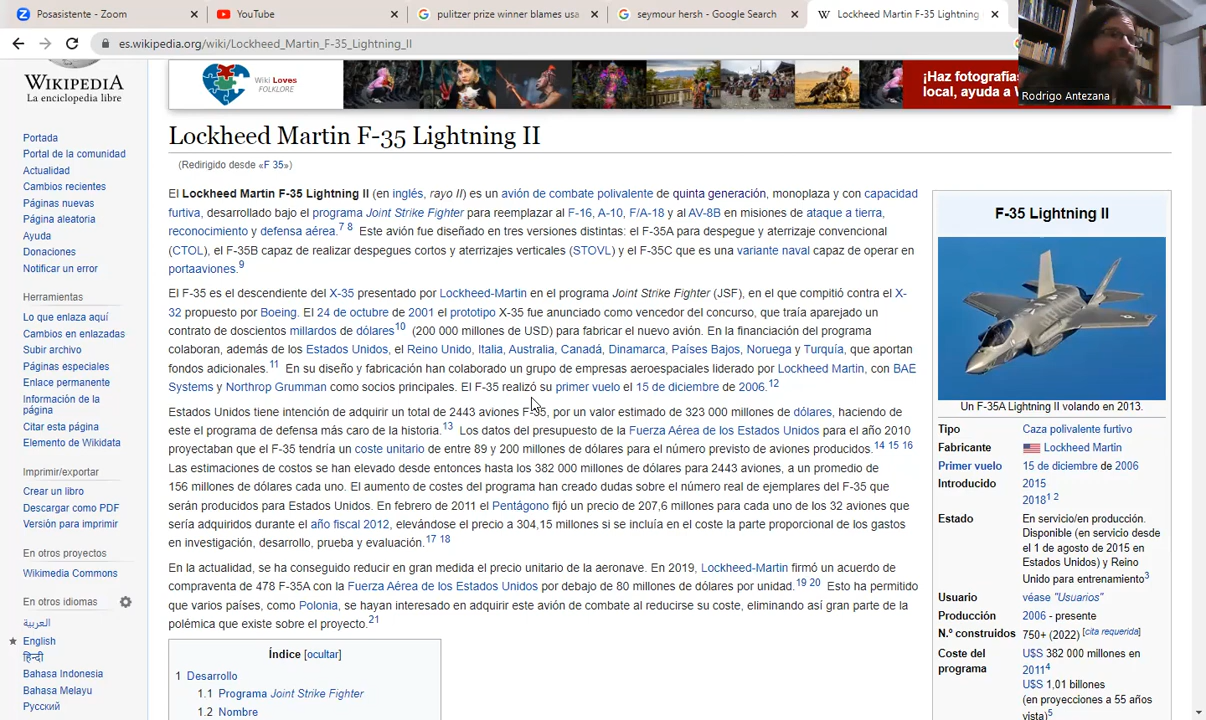 Posasistente - Zoom
YouTube
pulitzer prize winner blames usa
seymour hersh - Google Search
Lockheed Martin F-35 Lightning
es.wikipedia.org/wiki/Lockheed_Martin_F-35_Lightning_II
Rodrigo Antezana
WIKIPEDIA
La enciclopedia libre
Wiki Loves
FOLKLORE
¡Haz fotografías
local, ayuda a
Portada
Portal de la comunidad
Actualidad
Cambios recientes
Páginas nuevas
Página aleatoria
Ayuda
Donaciones
Notificar un error
Herramientas
Lo que enlaza aquí
Cambios en enlazadas
Subir archivo
Páginas especiales
Enlace permanente
Información de la
página
Citar esta página
Elemento de Wikidata
Imprimir/exportar
Crear un libro
Descargar como PDF
Versión para imprimir
En otros proyectos
Wikimedia Commons
En otros idiomas
العربية
English
हिन्दी
Bahasa Indonesia
Bahasa Melayu
Русский
Lockheed Martin F-35 Lightning II
(Redirigido desde «F 35»)
El Lockheed Martin F-35 Lightning II (en inglés, rayo II) es un avión de combate polivalente de quinta generación, monoplaza y con capacidad
furtiva, desarrollado bajo el programa Joint Strike Fighter para reemplazar al F-16, A-10, F/A-18 y al AV-8B en misiones de ataque a tierra,
reconocimiento y defensa aérea.7 8 Este avión fue diseñado en tres versiones distintas: el F-35A para despegue y aterrizaje convencional
(CTOL), el F-35B capaz de realizar despegues cortos y aterrizajes verticales (STOVL) y el F-35C que es una variante naval capaz de operar en
portaaviones.9
El F-35 es el descendiente del X-35 presentado por Lockheed-Martin en el programa Joint Strike Fighter (JSF), en el que compitió contra el X-
32 propuesto por Boeing. El 24 de octubre de 2001 el prototipo X-35 fue anunciado como vencedor del concurso, que traía aparejado un
contrato de doscientos millardos de dólares10 (200 000 millones de USD) para fabricar el nuevo avión. En la financiación del programa
colaboran, además de los Estados Unidos, el Reino Unido, Italia, Australia, Canadá, Dinamarca, Países Bajos, Noruega y Turquía, que aportan
fondos adicionales.11 En su diseño y fabricación han colaborado un grupo de empresas aeroespaciales liderado por Lockheed Martin, con BAE
Systems y Northrop Grumman como socios principales. El F-35 realizó su primer vuelo el 15 de diciembre de 2006.12
Estados Unidos tiene intención de adquirir un total de 2443 aviones F-35, por un valor estimado de 323 000 millones de dólares, haciendo de
este el programa de defensa más caro de la historia.13 Los datos del presupuesto de la Fuerza Aérea de los Estados Unidos para el año 2010
proyectaban que el F-35 tendría un coste unitario de entre 89 y 200 millones de dólares para el número previsto de aviones producidos.14 15 16
Las estimaciones de costos se han elevado desde entonces hasta los 382 000 millones de dólares para 2443 aviones, a un promedio de
156 millones de dólares cada uno. El aumento de costes del programa han creado dudas sobre el número real de ejemplares del F-35 que
serán producidos para Estados Unidos. En febrero de 2011 el Pentágono fijó un precio de 207,6 millones para cada uno de los 32 aviones que
sería adquiridos durante el año fiscal 2012, elevándose el precio a 304,15 millones si se incluía en el coste la parte proporcional de los gastos
en investigación, desarrollo, prueba y evaluación.17 18
En la actualidad, se ha conseguido reducir en gran medida el precio unitario de la aeronave. En 2019, Lockheed-Martin firmó un acuerdo de
compraventa de 478 F-35A con la Fuerza Aérea de los Estados Unidos por debajo de 80 millones de dólares por unidad.19 20 Esto ha permitido
que varios países, como Polonia, se hayan interesado en adquirir este avión de combate al reducirse su coste, eliminando así gran parte de la
polémica que existe sobre el proyecto.21
Índice [ocultar]
1 Desarrollo
1.1 Programa Joint Strike Fighter
1.2 Nombre
F-35 Lightning II
Un F-35A Lightning II volando en 2013.
Tipo Caza polivalente furtivo
Fabricante Lockheed Martin
Primer vuelo 15 de diciembre de 2006
Introducido 2015
20181 2
Estado En servicio/en producción.
Disponible (en servicio desde
el 1 agosto de 2015 en
Estados Unidos) y Reino
Unido para entrenamiento3
Usuario véase "Usuarios"
Producción 2006 - presente
N.º construidos 750+ (2022) [cita requerida]
Coste del U$S 382 000 millones en
programa 20114
U$S 1,01 billones
(en proyecciones a 55 años
vista)5